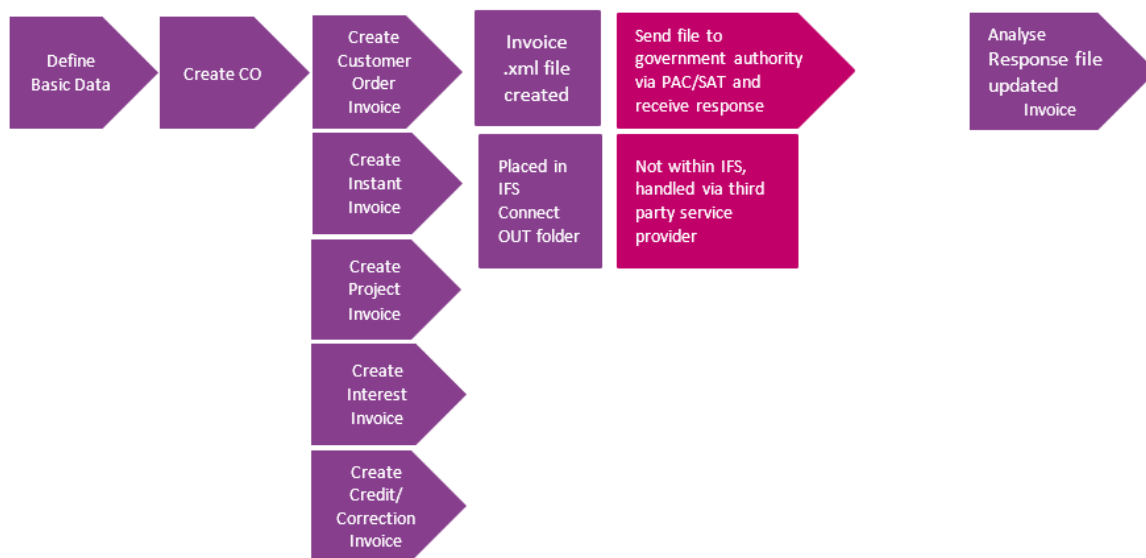 Define
Basic Data
Create CO
Create
Customer
Order
Invoice
Invoice
.xml file
created
Send file to
government authority
via PAC/SAT and
receive response
Analyse
Response file
updated
Invoice
Create
Instant
Invoice
Placed in
IFS
Connect
OUT folder
Not within IFS,
handled via third
party service
provider
Create
Project
Invoice
Create
Interest
Invoice
Create
Credit/
Correction
Invoice